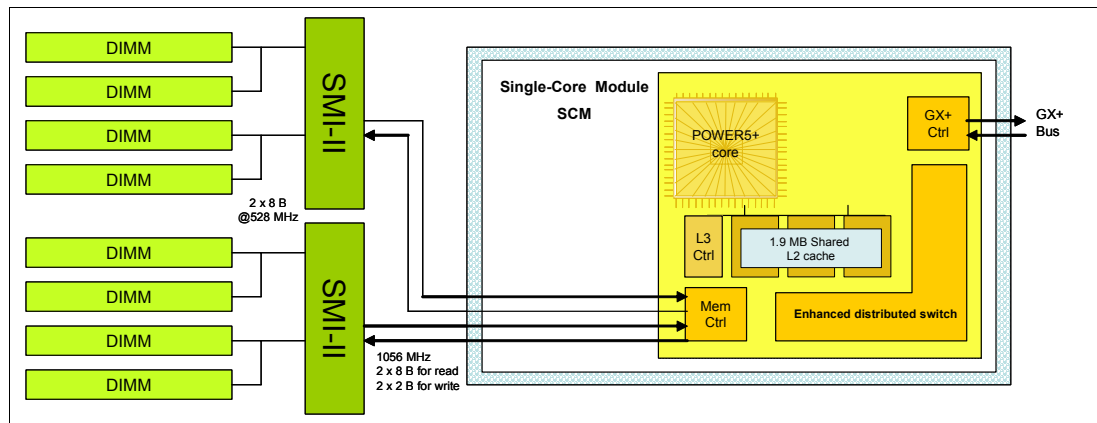 DIMM
DIMM
DIMM
DIMM
SMI-II
2 x 8 B
@528 MHz
DIMM
DIMM
DIMM
DIMM
SMI-II
1056 MHz
2 x 8 B for read
2 x 2 B for write
Single-Core Module
SCM
POWER5+
core
GX+
Ctrl
GX+
Bus
L3
Ctrl
1.9 MB Shared
L2 cache
Mem
Ctrl
Enhanced distributed switch